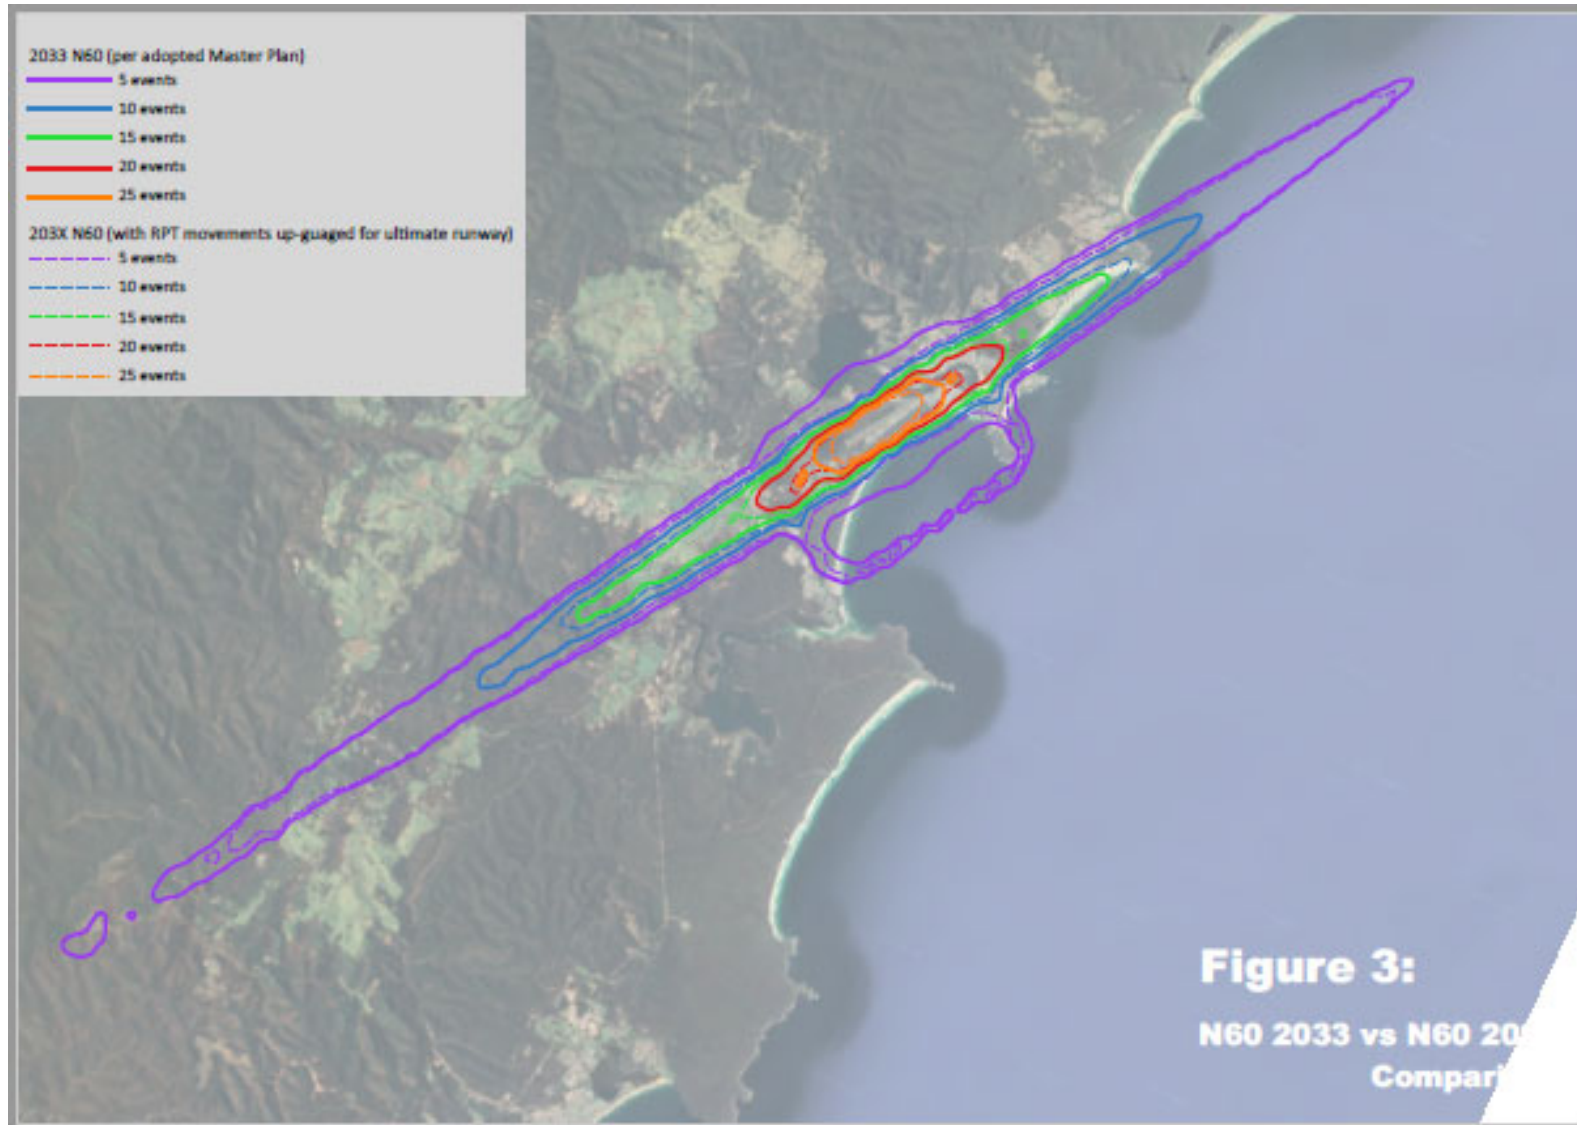 2033 N60 (per adopted Master Plan)
5 events
10 events
15 events
20 events
25 events
203X N60 (with RPT movements up-guaged for ultimate runway)
5 events
10 events
15 events
20 events
25 events
Figure 3:
N60 2033 vs N60 20
Compari